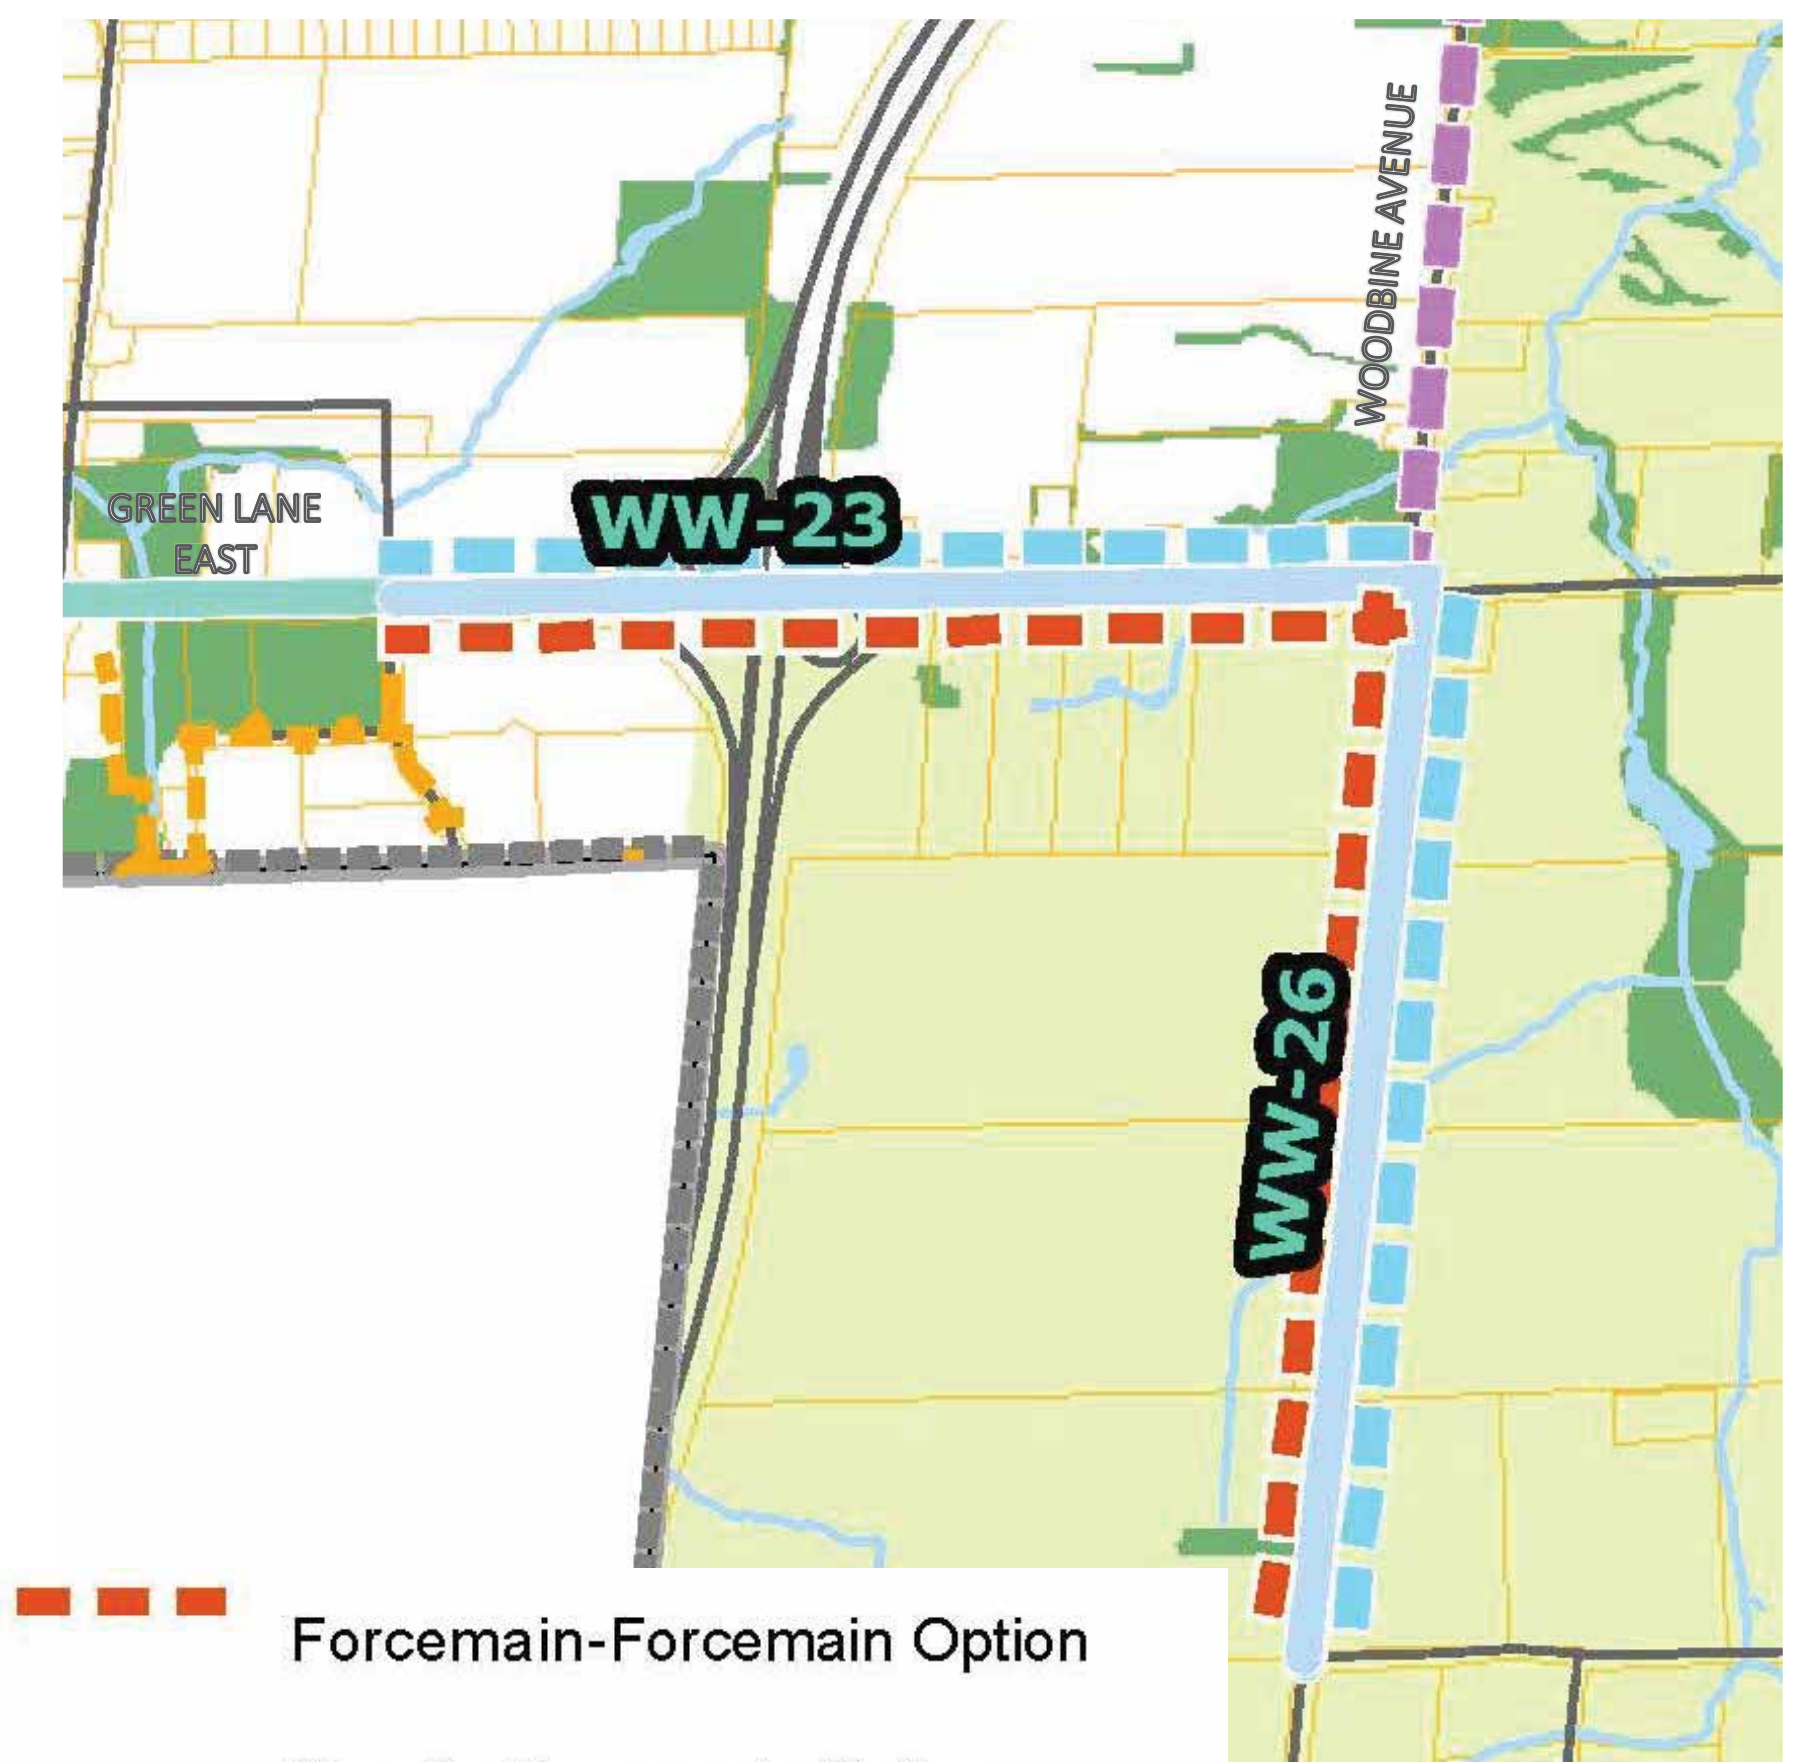 WOODBINE AVENUE
GREEN LANE
EAST
WW-23
WW-26
Forcemain-Forcemain Option